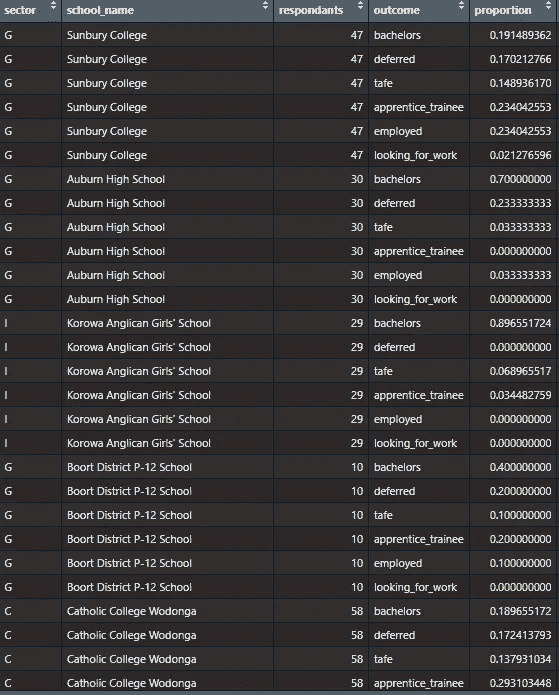 sector school_name respondants outcome proportion
G Sunbury College 47 bachelors 0.191489362
G Sunbury College 47 deferred 0.170212766
G Sunbury College 47 tafe 0.148936170
G Sunbury College 47 apprentice_trainee 0.234042553
G Sunbury College 47 employed 0.234042553
G Sunbury College 47 looking_for_work 0.021276596
G Auburn High School 30 bachelors 0.700000000
G Auburn High School 30 deferred 0.233333333
G Auburn High School 30 tafe 0.033333333
G Auburn High School 30 apprentice_trainee 0.000000000
G Auburn High School 30 employed 0.033333333
G Auburn High School 30 looking_for_work 0.000000000
I Korowa Anglican Girls' School 29 bachelors 0.896551724
I Korowa Anglican Girls' School 29 deferred 0.000000000
I Korowa Anglican Girls' School 29 tafe 0.068965517
I Korowa Anglican Girls' School 29 apprentice_trainee 0.034482759
I Korowa Anglican Girls' School 29 employed 0.000000000
I Korowa Anglican Girls' School 29 looking_for_work 0.000000000
G Boort District P-12 School 10 bachelors 0.400000000
G Boort District P-12 School 10 deferred 0.200000000
G Boort District P-12 School 10 tafe 0.100000000
G Boort District P-12 School 10 apprentice_trainee 0.200000000
G Boort District P-12 School 10 employed 0.100000000
G Boort District P-12 School 10 looking_for_work 0.000000000
C Catholic College Wodonga 58 bachelors 0.189655172
C Catholic College Wodonga 58 deferred 0.172413793
C Catholic College Wodonga 58 tafe 0.137931034
C Catholic College Wodonga 58 apprentice_trainee 0.293103448